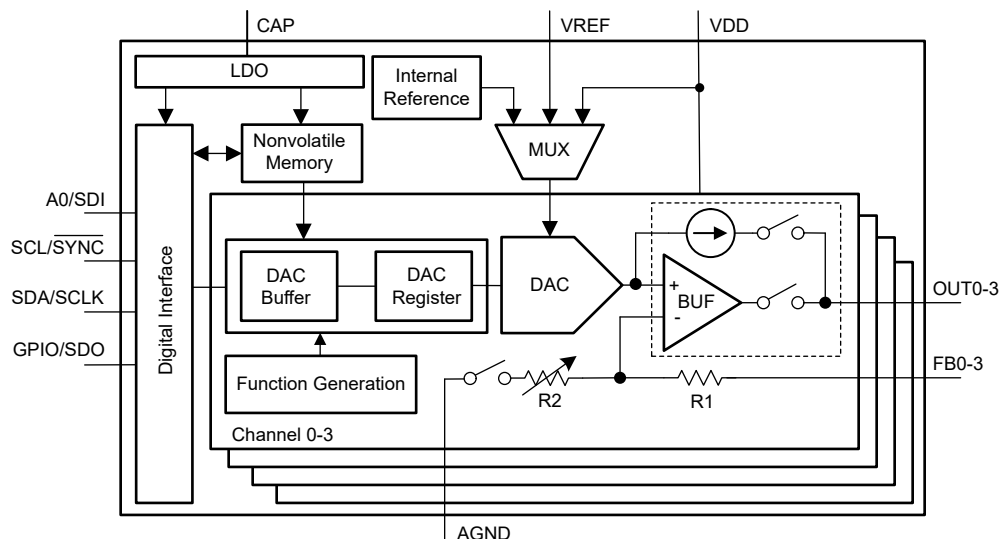 CAP
VREF
VDD
LDO
Internal
Reference
MUX
Nonvolatile
Memory
A0/SDI
SCL/SYNC
SDA/SCLK
GPIO/SDO
Digital Interface
DAC
Buffer
DAC
Register
DAC
+
BUF
-
OUT0-3
FB0-3
Function Generation
R2
R1
Channel 0-3
AGND